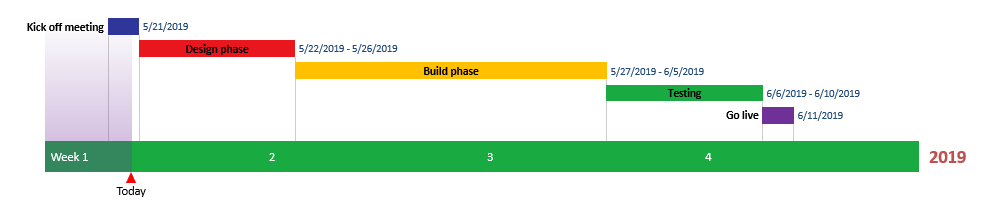 Kick off meeting 5/21/2019
Design phase 5/22/2019 - 5/26/2019
Build phase 5/27/2019 - 6/5/2019
Testing 6/6/2019 - 6/10/2019
Go live 6/11/2019
Week 1 2 3 4 2019
Today